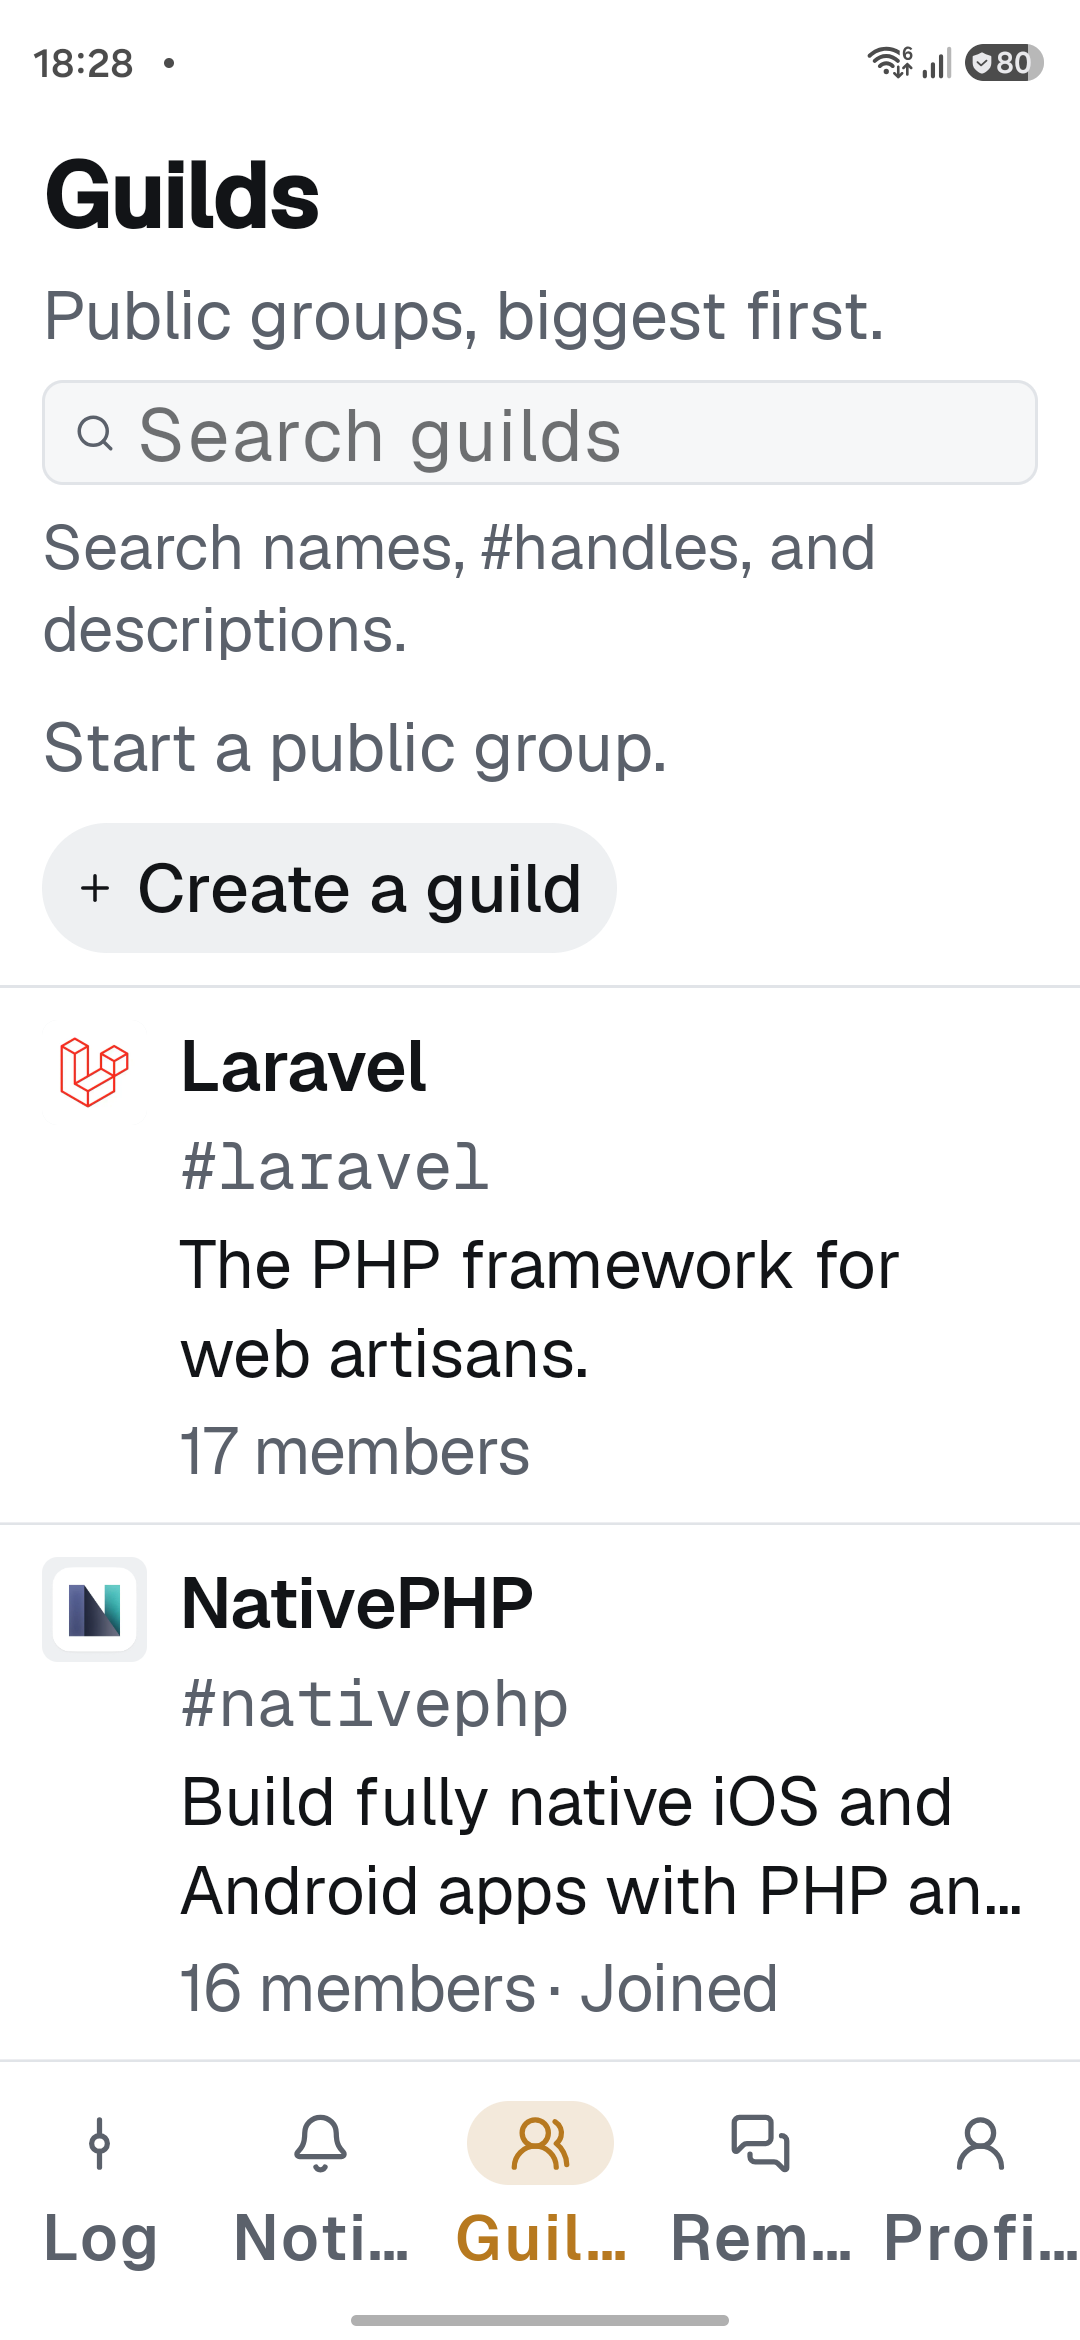 18:28 •
6 80
Guilds
Public groups, biggest first.
Search guilds
Search names, #handles, and
descriptions.
Start a public group.
+ Create a guild
Laravel
#laravel
The PHP framework for
web artisans.
17 members
NativePHP
#nativephp
Build fully native iOS and
Android apps with PHP an...
16 members · Joined
Log Noti... Guil... Rem... Profi...